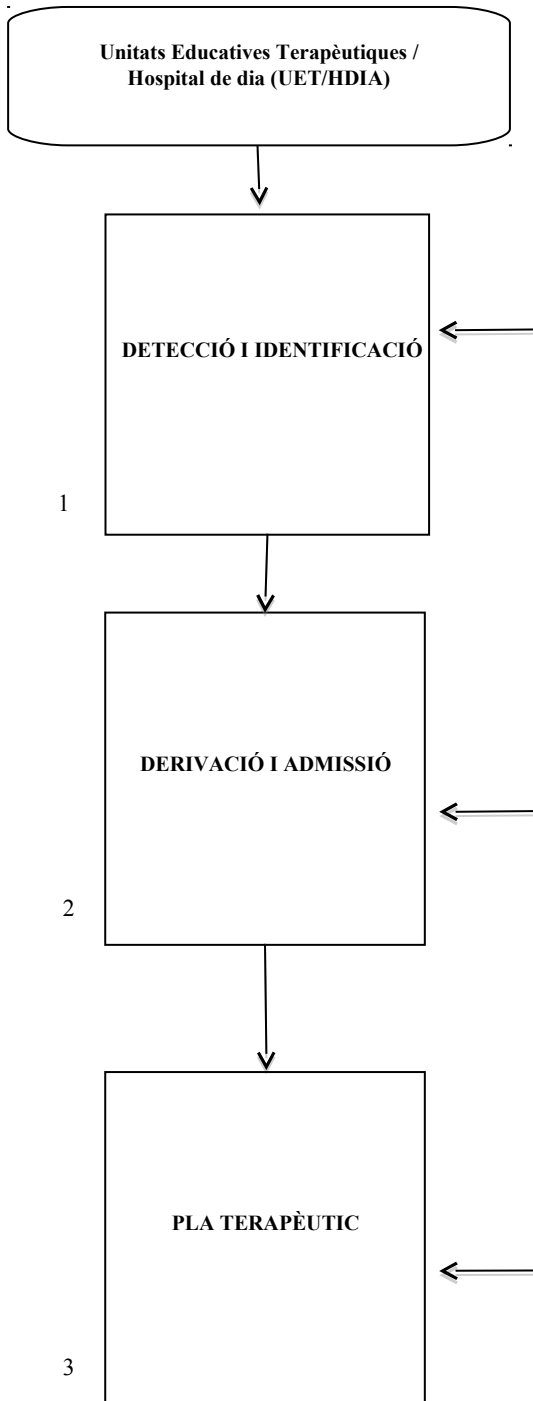 Unitats Educatives Terapèutiques /
Hospital de dia (UET/HDIA)
DETECCIÓ I IDENTIFICACIÓ
1
DERIVACIÓ I ADMISSIÓ
2
PLA TERAPÈUTIC
3